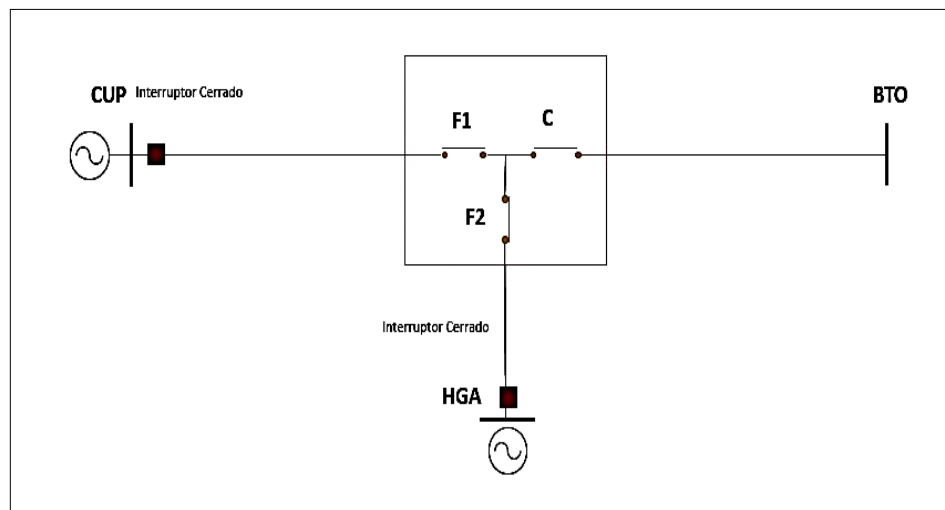 CUP
Interruptor Cerrado
F1
C
BTO
F2
Interruptor Cerrado
HGA